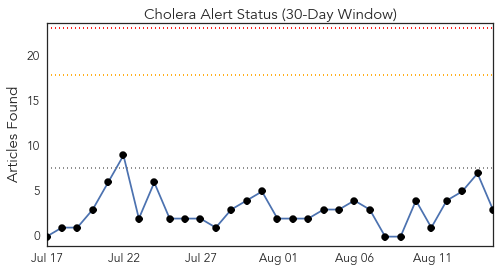 Cholera Alert Status (30-Day Window)
Articles Found
20
15
10
5
0
Jul 17 Jul 22 Jul 27 Aug 01 Aug 06 Aug 11